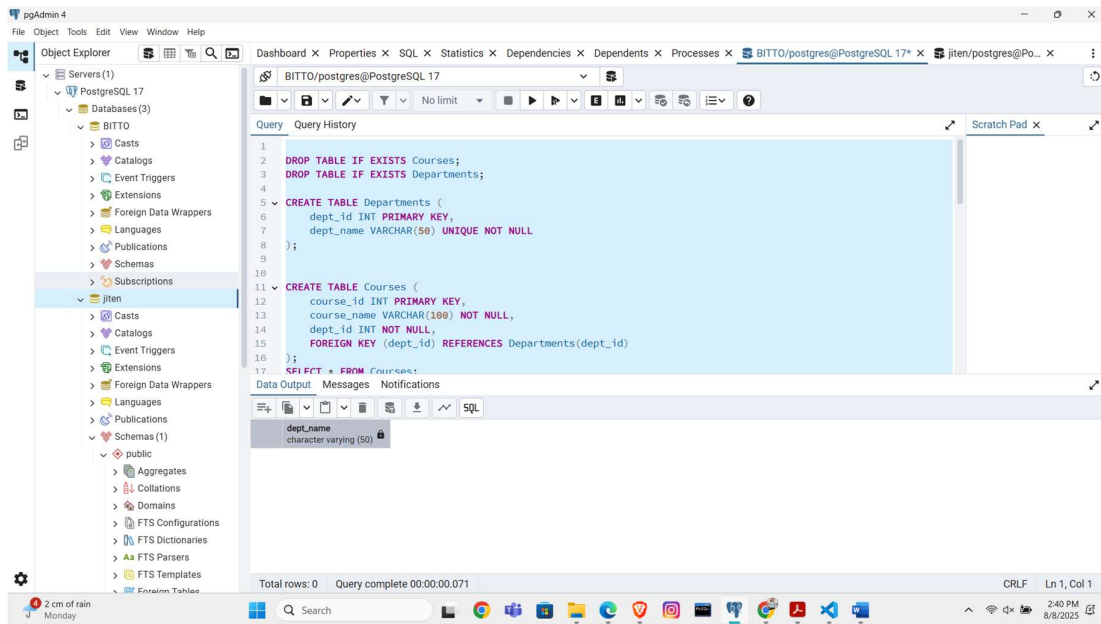 pgAdmin 4
File Object Tools Edit View Window Help
Object Explorer
Dashboard Properties SQL Statistics Dependencies Dependents Processes BITTO/postgres@PostgreSQL 17* jiten/postgres@Po...
Servers (1)
PostgreSQL 17
Databases (3)
BITTO
Casts
Catalogs
Event Triggers
Extensions
Foreign Data Wrappers
Languages
Publications
Schemas
Subscriptions
jiten
Casts
Catalogs
Event Triggers
Extensions
Foreign Data Wrappers
Languages
Publications
Schemas (1)
public
Aggregates
Collations
Domains
FTS Configurations
FTS Dictionaries
FTS Parsers
FTS Templates
Foreign Tables
BITTO/postgres@PostgreSQL 17
No limit
Query Query History
Scratch Pad
1
2 DROP TABLE IF EXISTS Courses;
3 DROP TABLE IF EXISTS Departments;
4
5 CREATE TABLE Departments (
6 dept_id INT PRIMARY KEY,
7 dept_name VARCHAR(50) UNIQUE NOT NULL
8 );
9
10
11 CREATE TABLE Courses (
12 course_id INT PRIMARY KEY,
13 course_name VARCHAR(100) NOT NULL,
14 dept_id INT NOT NULL,
15 FOREIGN KEY (dept_id) REFERENCES Departments(dept_id)
16 );
17 SELECT * FROM Courses;
Data Output Messages Notifications
SQL
dept_name
character varying (50)
Total rows: 0 Query complete 00:00:00.071
CRLF Ln 1, Col 1
4
2 cm of rain
Monday
Search
2:40 PM
8/8/2025